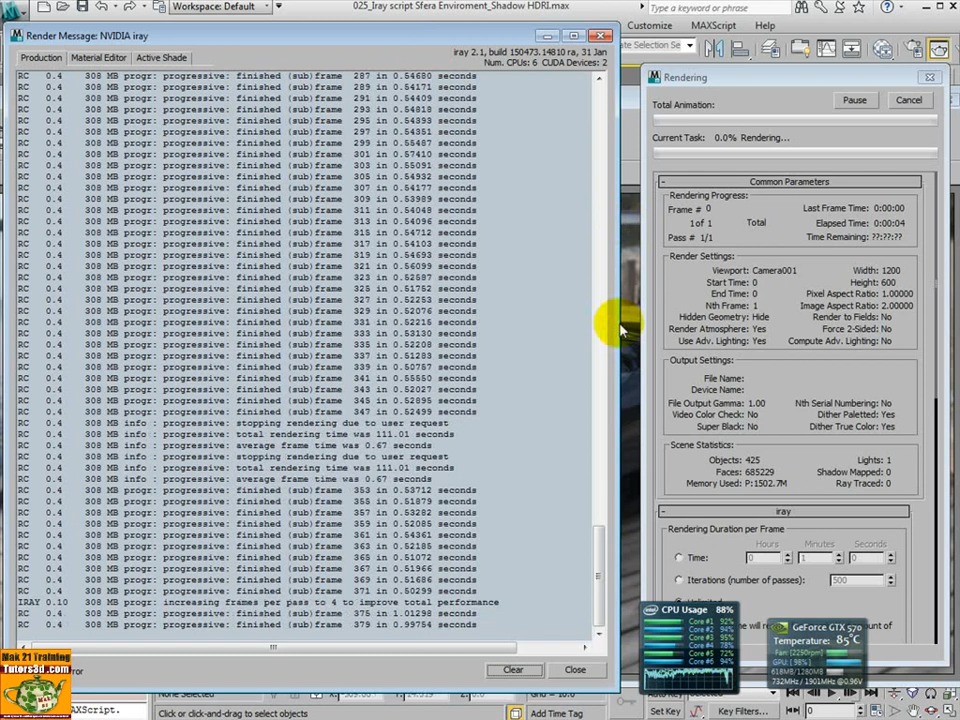 Workspace: Default
025_Iray script Sfera Enviroment_Shadow HDRI.max
Type a keyword or phrase
Customize MAXScript Help
Render Message: NVIDIA iray
Production Material Editor Active Shade
iray 2.1, build 150473.14810 ra, 31 Jan
Num. CPUs: 6 CUDA Devices: 2
RC 0.4 308 MB progr: progressive: finished (sub)frame 287 in 0.54680 seconds
RC 0.4 308 MB progr: progressive: finished (sub)frame 289 in 0.54171 seconds
RC 0.4 308 MB progr: progressive: finished (sub)frame 291 in 0.54409 seconds
RC 0.4 308 MB progr: progressive: finished (sub)frame 293 in 0.54818 seconds
RC 0.4 308 MB progr: progressive: finished (sub)frame 295 in 0.54393 seconds
RC 0.4 308 MB progr: progressive: finished (sub)frame 297 in 0.54351 seconds
RC 0.4 308 MB progr: progressive: finished (sub)frame 299 in 0.55487 seconds
RC 0.4 308 MB progr: progressive: finished (sub)frame 301 in 0.57410 seconds
RC 0.4 308 MB progr: progressive: finished (sub)frame 303 in 0.55091 seconds
RC 0.4 308 MB progr: progressive: finished (sub)frame 305 in 0.54932 seconds
RC 0.4 308 MB progr: progressive: finished (sub)frame 307 in 0.54177 seconds
RC 0.4 308 MB progr: progressive: finished (sub)frame 309 in 0.53989 seconds
RC 0.4 308 MB progr: progressive: finished (sub)frame 311 in 0.54048 seconds
RC 0.4 308 MB progr: progressive: finished (sub)frame 313 in 0.54096 seconds
RC 0.4 308 MB progr: progressive: finished (sub)frame 315 in 0.54712 seconds
RC 0.4 308 MB progr: progressive: finished (sub)frame 317 in 0.54103 seconds
RC 0.4 308 MB progr: progressive: finished (sub)frame 319 in 0.54693 seconds
RC 0.4 308 MB progr: progressive: finished (sub)frame 321 in 0.56099 seconds
RC 0.4 308 MB progr: progressive: finished (sub)frame 323 in 0.52587 seconds
RC 0.4 308 MB progr: progressive: finished (sub)frame 325 in 0.51752 seconds
RC 0.4 308 MB progr: progressive: finished (sub)frame 327 in 0.52253 seconds
RC 0.4 308 MB progr: progressive: finished (sub)frame 329 in 0.52076 seconds
RC 0.4 308 MB progr: progressive: finished (sub)frame 331 in 0.52216 seconds
RC 0.4 308 MB progr: progressive: finished (sub)frame 333 in 0.53130 seconds
RC 0.4 308 MB progr: progressive: finished (sub)frame 335 in 0.52208 seconds
RC 0.4 308 MB progr: progressive: finished (sub)frame 337 in 0.51283 seconds
RC 0.4 308 MB progr: progressive: finished (sub)frame 339 in 0.50757 seconds
RC 0.4 308 MB progr: progressive: finished (sub)frame 341 in 0.55550 seconds
RC 0.4 308 MB progr: progressive: finished (sub)frame 343 in 0.52027 seconds
RC 0.4 308 MB progr: progressive: finished (sub)frame 345 in 0.52895 seconds
RC 0.4 308 MB progr: progressive: finished (sub)frame 347 in 0.52499 seconds
RC 0.4 308 MB info : progressive: stopping rendering due to user request
RC 0.4 308 MB info : progressive: total rendering time was 111.01 seconds
RC 0.4 308 MB info : progressive: average frame time was 0.67 seconds
RC 0.4 308 MB info : progressive: stopping rendering due to user request
RC 0.4 308 MB info : progressive: total rendering time was 111.01 seconds
RC 0.4 308 MB info : progressive: average frame time was 0.67 seconds
RC 0.4 308 MB progr: progressive: finished (sub)frame 353 in 0.53712 seconds
RC 0.4 308 MB progr: progressive: finished (sub)frame 355 in 0.51879 seconds
RC 0.4 308 MB progr: progressive: finished (sub)frame 357 in 0.53282 seconds
RC 0.4 308 MB progr: progressive: finished (sub)frame 359 in 0.52085 seconds
RC 0.4 308 MB progr: progressive: finished (sub)frame 361 in 0.54361 seconds
RC 0.4 308 MB progr: progressive: finished (sub)frame 363 in 0.52185 seconds
RC 0.4 308 MB progr: progressive: finished (sub)frame 365 in 0.51072 seconds
RC 0.4 308 MB progr: progressive: finished (sub)frame 367 in 0.51966 seconds
RC 0.4 308 MB progr: progressive: finished (sub)frame 369 in 0.51686 seconds
RC 0.4 308 MB progr: progressive: finished (sub)frame 371 in 0.50299 seconds
IRAY 0.10 308 MB progr: increasing frames per pass to 4 to improve total performance
RC 0.4 308 MB progr: progressive: finished (sub)frame 375 in 1.01298 seconds
RC 0.4 308 MB progr: progressive: finished (sub)frame 379 in 0.99754 seconds
Clear Close
Rendering
Total Animation:
Pause Cancel
Current Task: 0.0% Rendering...
Common Parameters
Rendering Progress:
Frame # 0 Last Frame Time: 0:00:00
1 of 1 Total Elapsed Time: 0:00:04
Pass # 1/1 Time Remaining: ??:??:??
Render Settings:
Viewport: Camera001 Width: 1200
Start Time: 0 Height: 600
End Time: 0 Pixel Aspect Ratio: 1.00000
Nth Frame: 1 Image Aspect Ratio: 2.00000
Hidden Geometry: Hide Render to Fields: No
Render Atmosphere: Yes Force 2-Sided: No
Use Adv. Lighting: Yes Compute Adv. Lighting: No
Output Settings:
File Name:
Device Name:
File Output Gamma: 1.00 Nth Serial Numbering: No
Video Color Check: No Dither Paletted: Yes
Super Black: No Dither True Color: Yes
Scene Statistics:
Objects: 425 Lights: 1
Faces: 685229 Shadow Mapped: 0
Memory Used: P:1502.7M Ray Traced: 0
iray
Rendering Duration per Frame
Hours Minutes Seconds
Time: 0 1 0
Iterations (number of passes): 500
CPU Usage 88%
Core #1 92%
Core #2 94%
Core #3 95%
Core #4 78%
Core #5 72%
Core #6 94%
GeForce GTX 570
Temperature: 85°C
Fan: [2250rpm]
GPU: [98%]
618MB/1280MB
732MHz / 1901MHz @0.96V
Mak 21 Training
Tutors3d.com
MAXScript.
Click or click-and-drag to select objects
Add Time Tag
Set Key Key Filters... 0